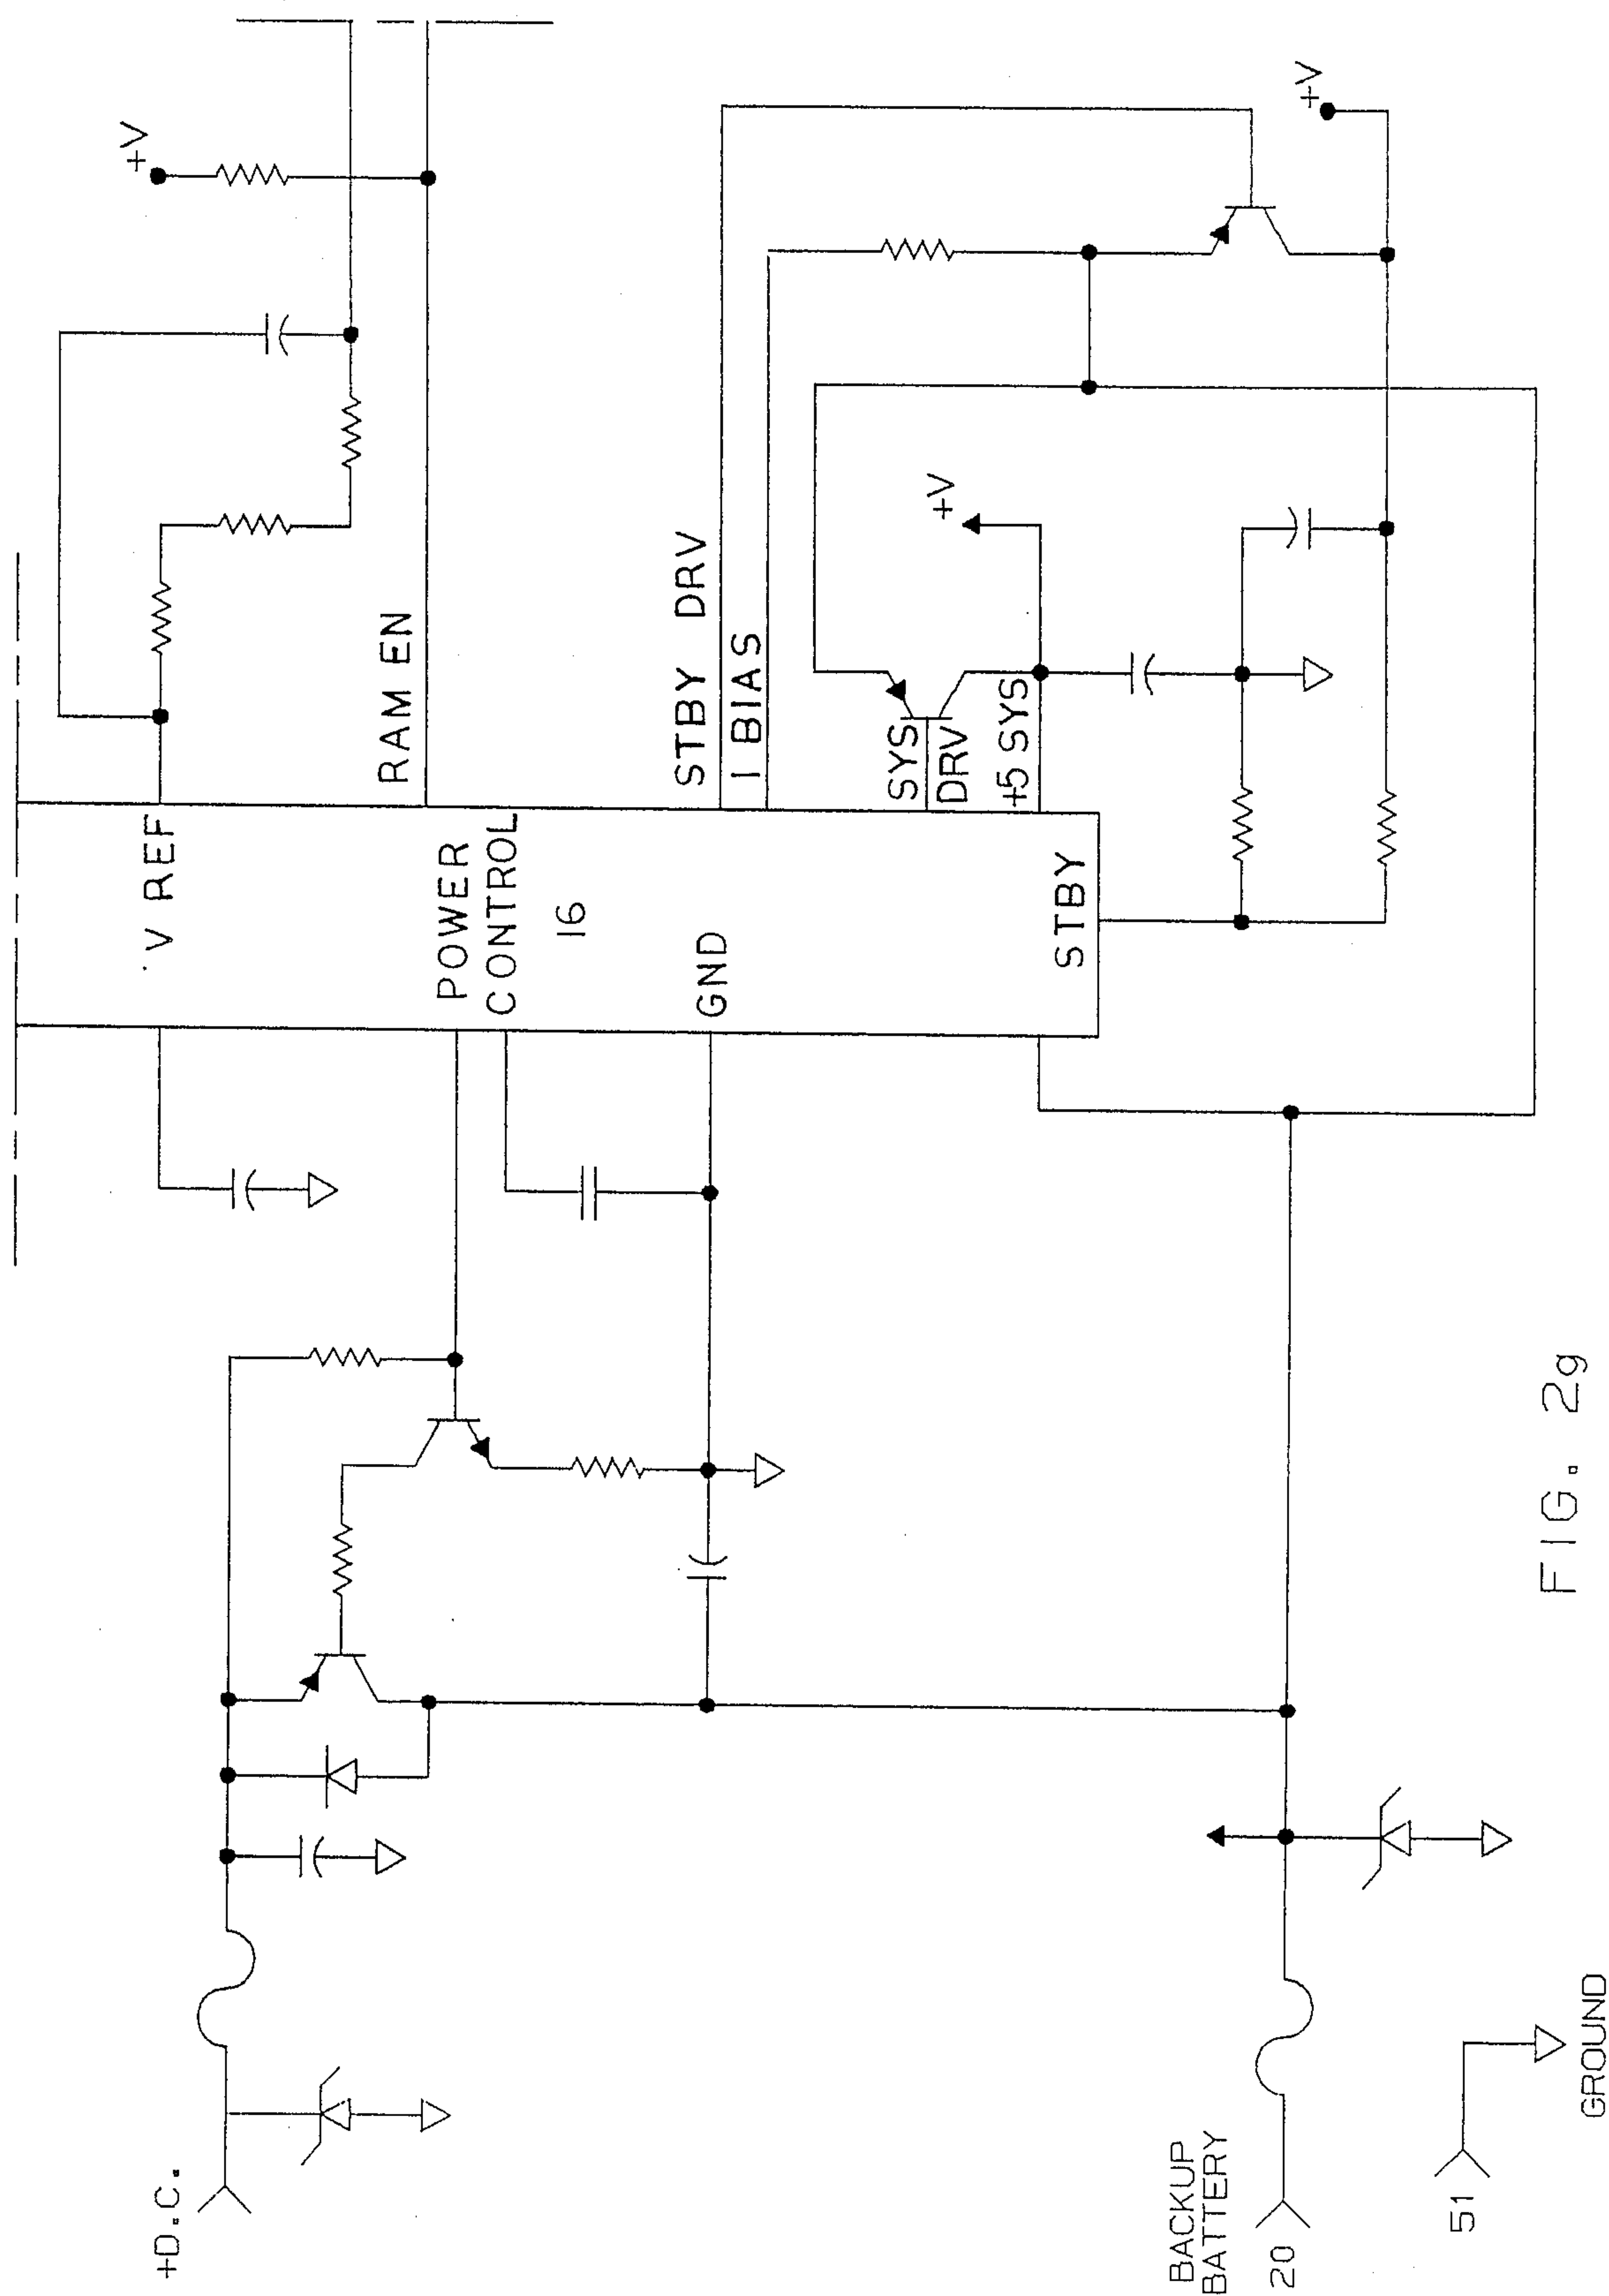 +D.C.
V REF
+V
RAM EN
POWER
CONTROL
16
GND
STBY DRV
I BIAS
SYS
DRV
+V
+5 SYS
STBY
+V
BACKUP
BATTERY
20
51
GROUND
FIG. 2g